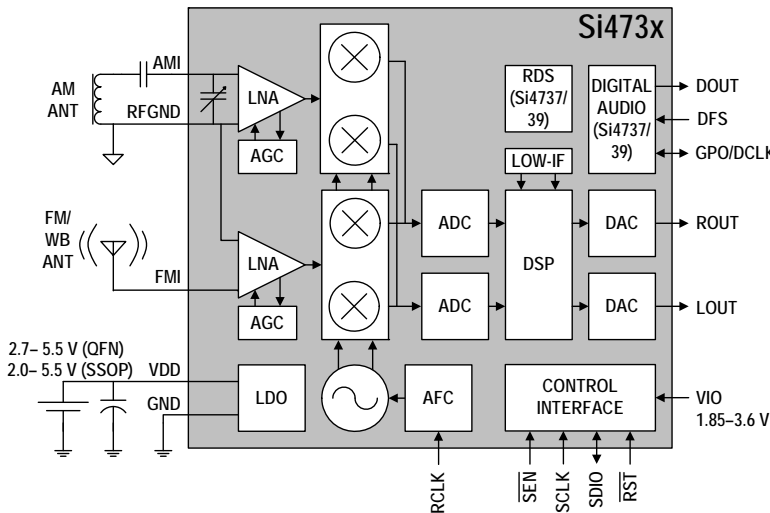 Si473x
AMI
AM
ANT
RFGND
LNA
AGC
RDS
(Si4737/
39)
DIGITAL
AUDIO
(Si4737/
39)
DOUT
DFS
GPO/DCLK
LOW-IF
FM/
WB
ANT
FMI
LNA
AGC
ADC
ADC
DSP
DAC
DAC
ROUT
LOUT
2.7– 5.5 V (QFN)
2.0– 5.5 V (SSOP)
VDD
GND
LDO
AFC
CONTROL
INTERFACE
VIO
1.85–3.6 V
RCLK
SEN
SCLK
SDIO
RST